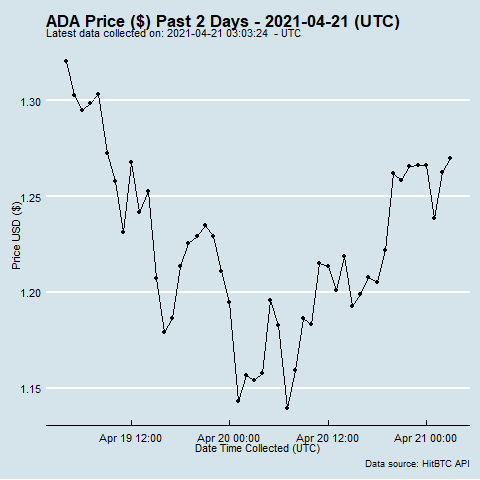 ADA Price ($) Past 2 Days - 2021-04-21 (UTC)
Latest data collected on: 2021-04-21 03:03:24 - UTC
Price USD ($)
1.30
1.25
1.20
1.15
Apr 19 12:00
Apr 20 00:00
Apr 20 12:00
Apr 21 00:00
Date Time Collected (UTC)
Data source: HitBTC API